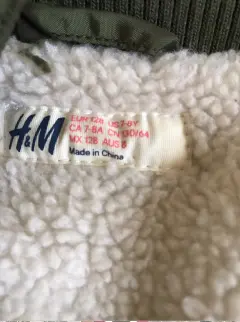 H&M
EUR 128 US 7-8Y
CA 7-8A CN 130/64
MX 128 AUS 8
Made in China